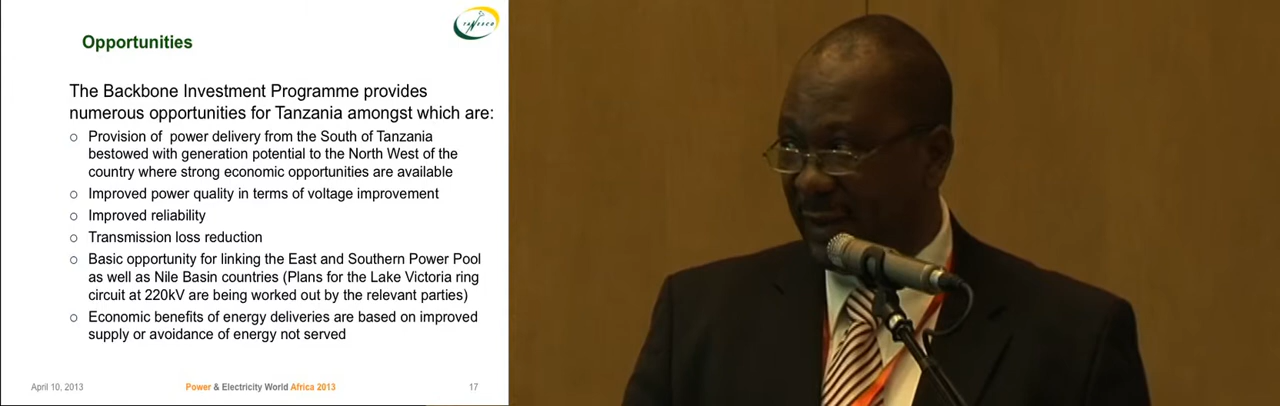 TANESCO
Opportunities
The Backbone Investment Programme provides
numerous opportunities for Tanzania amongst which are:
○ Provision of power delivery from the South of Tanzania
bestowed with generation potential to the North West of the
country where strong economic opportunities are available
○ Improved power quality in terms of voltage improvement
○ Improved reliability
○ Transmission loss reduction
○ Basic opportunity for linking the East and Southern Power Pool
as well as Nile Basin countries (Plans for the Lake Victoria ring
circuit at 220kV are being worked out by the relevant parties)
○ Economic benefits of energy deliveries are based on improved
supply or avoidance of energy not served
April 10, 2013 Power & Electricity World Africa 2013 17